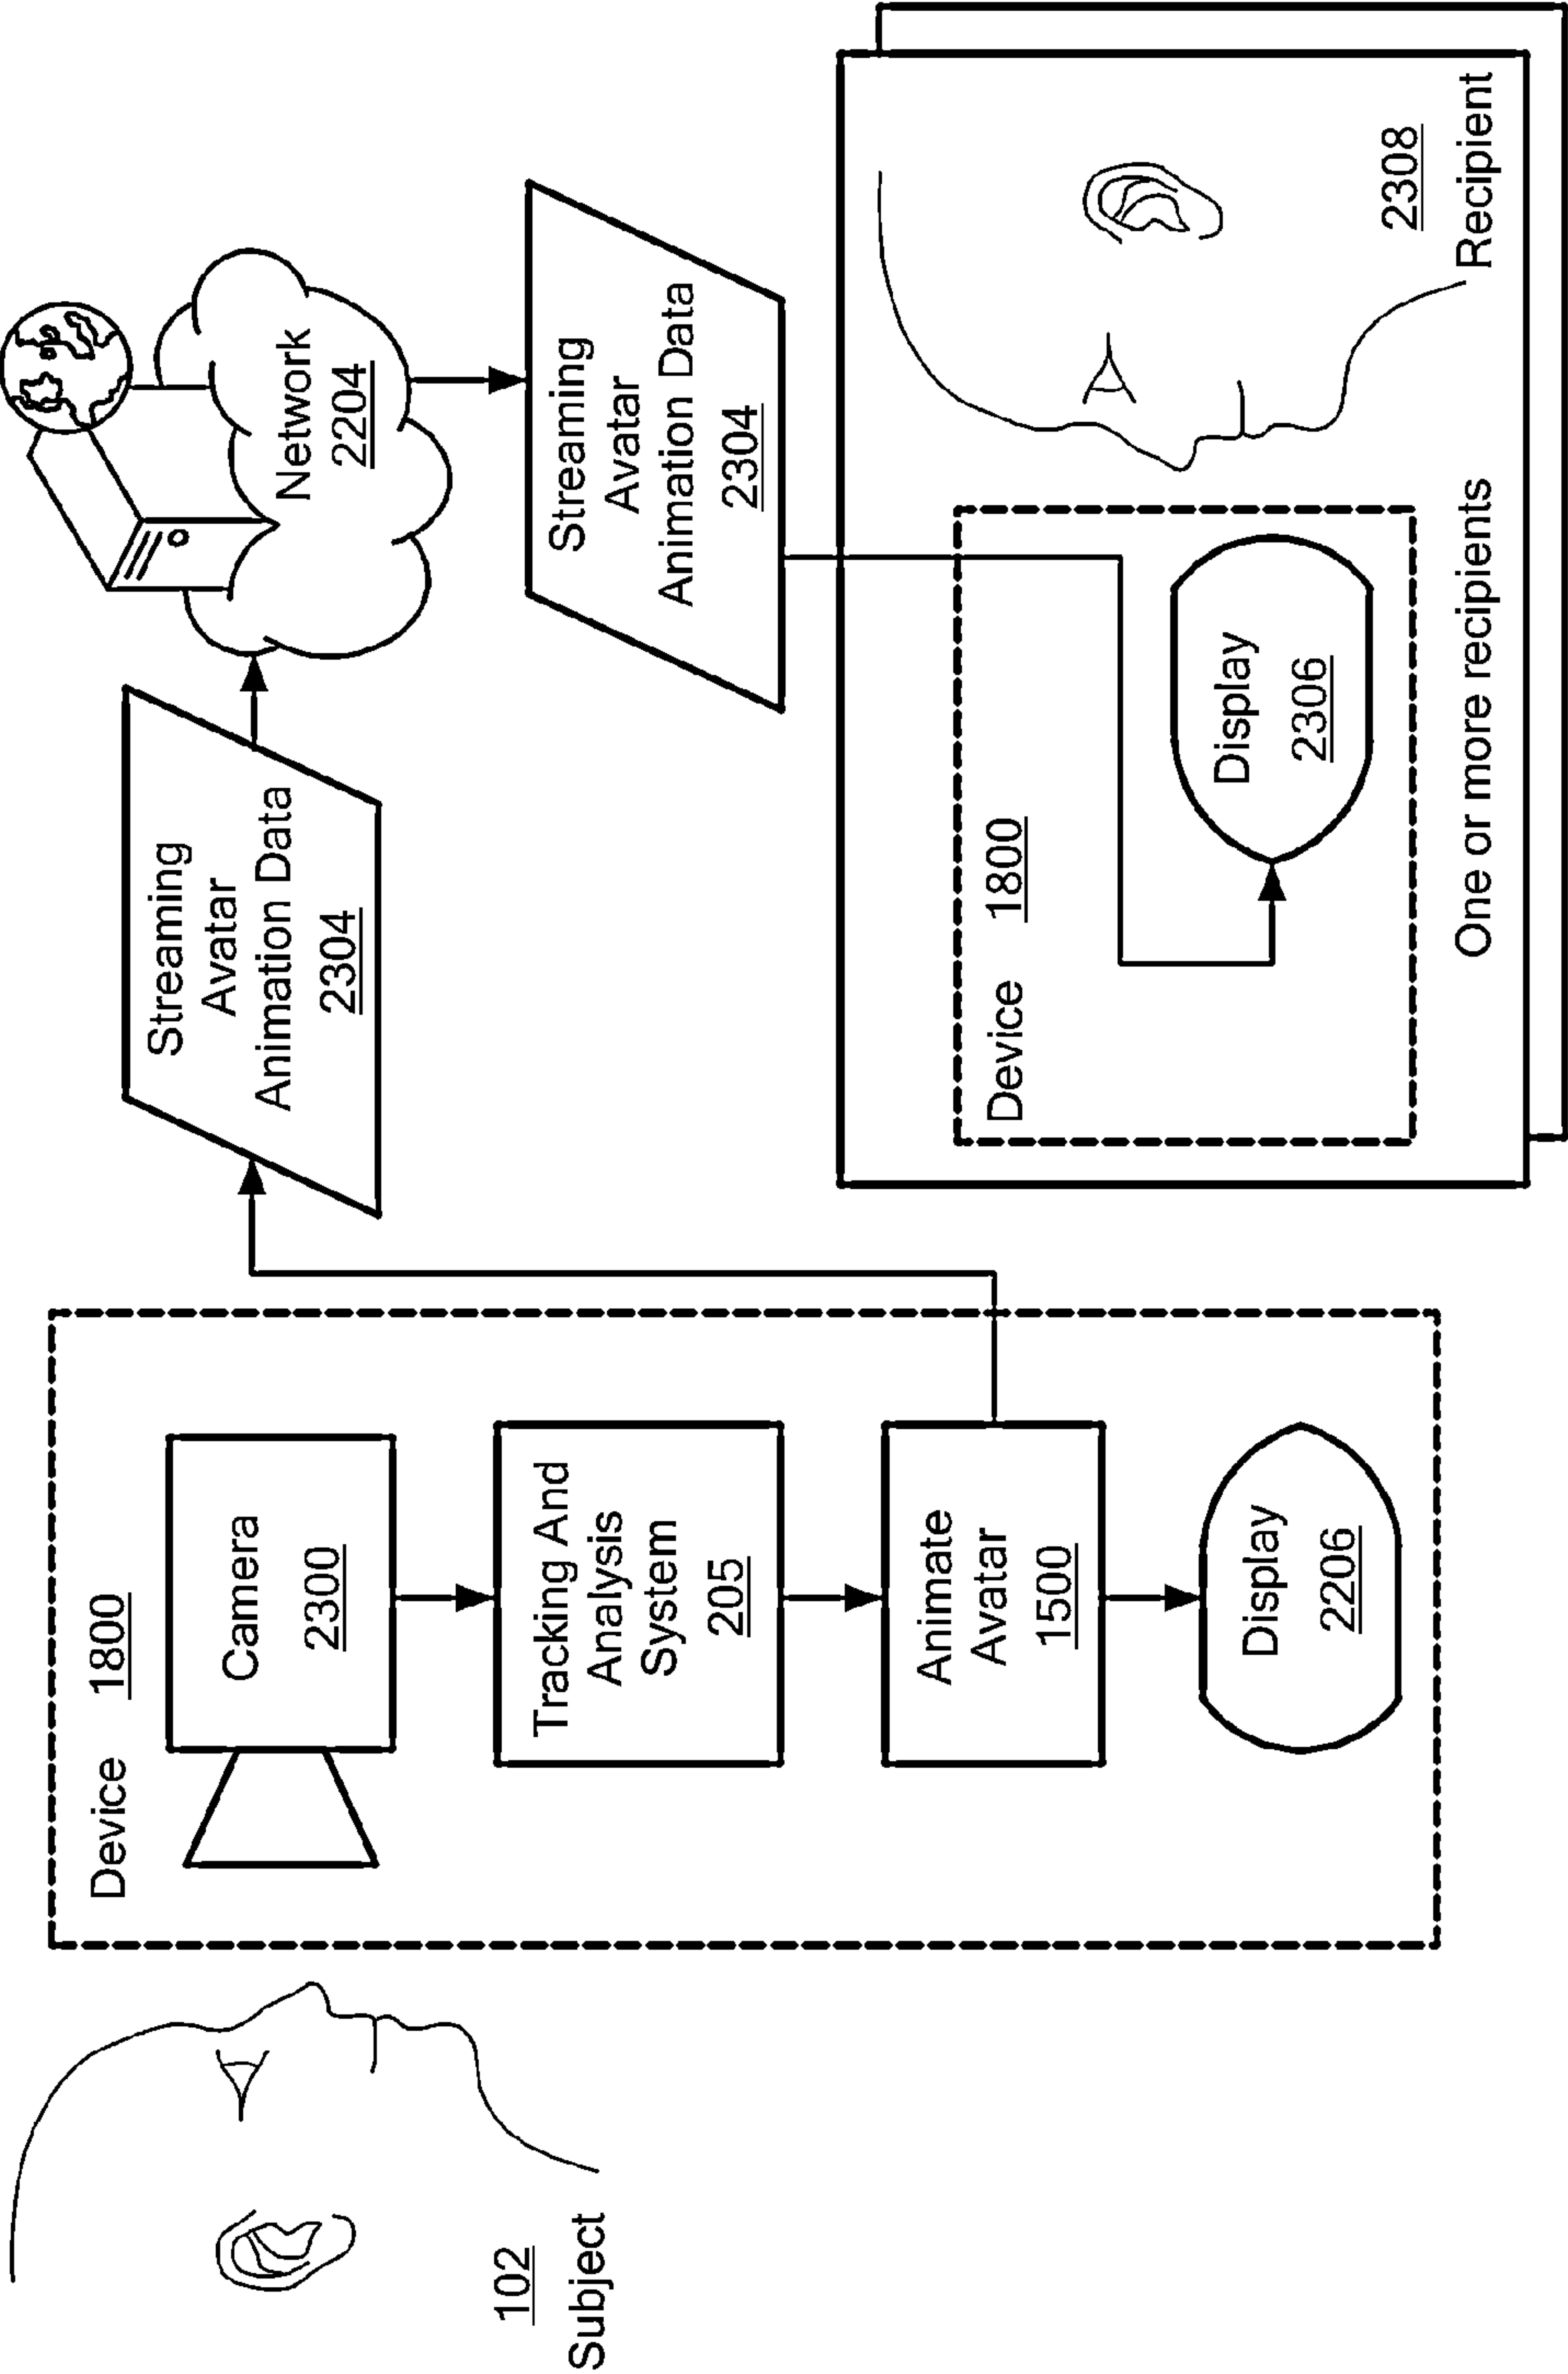 102
Subject
Device 1800
Camera
2300
Tracking And
Analysis
System
205
Animate
Avatar
1500
Display
2206
Streaming
Avatar
Animation Data
2304
Network
2204
Streaming
Avatar
Animation Data
2304
Device 1800
Display
2306
One or more recipients
2308
Recipient